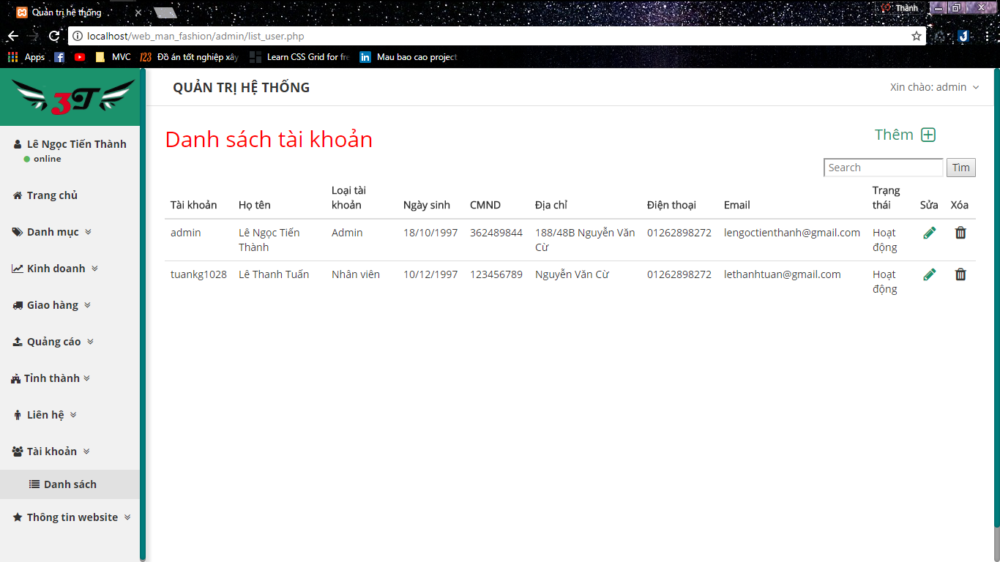 Quản trị hệ thống
Thành
localhost/web_man_fashion/admin/list_user.php
Apps MVC Đồ án tốt nghiệp xây Learn CSS Grid for fre Mau bao cao project
3T
QUẢN TRỊ HỆ THỐNG
Xin chào: admin
Lê Ngọc Tiến Thành
online
Trang chủ
Danh mục
Kinh doanh
Giao hàng
Quảng cáo
Tỉnh thành
Liên hệ
Tài khoản
Danh sách
Thông tin website
Danh sách tài khoản
Thêm
Search Tìm
Tài khoản Họ tên Loại tài khoản Ngày sinh CMND Địa chỉ Điện thoại Email Trạng thái Sửa Xóa
admin Lê Ngọc Tiến Thành Admin 18/10/1997 362489844 188/48B Nguyễn Văn Cừ 01262898272 lengoctienthanh@gmail.com Hoạt động
tuankg1028 Lê Thanh Tuấn Nhân viên 10/12/1997 123456789 Nguyễn Văn Cừ 01262898272 lethanhtuan@gmail.com Hoạt động